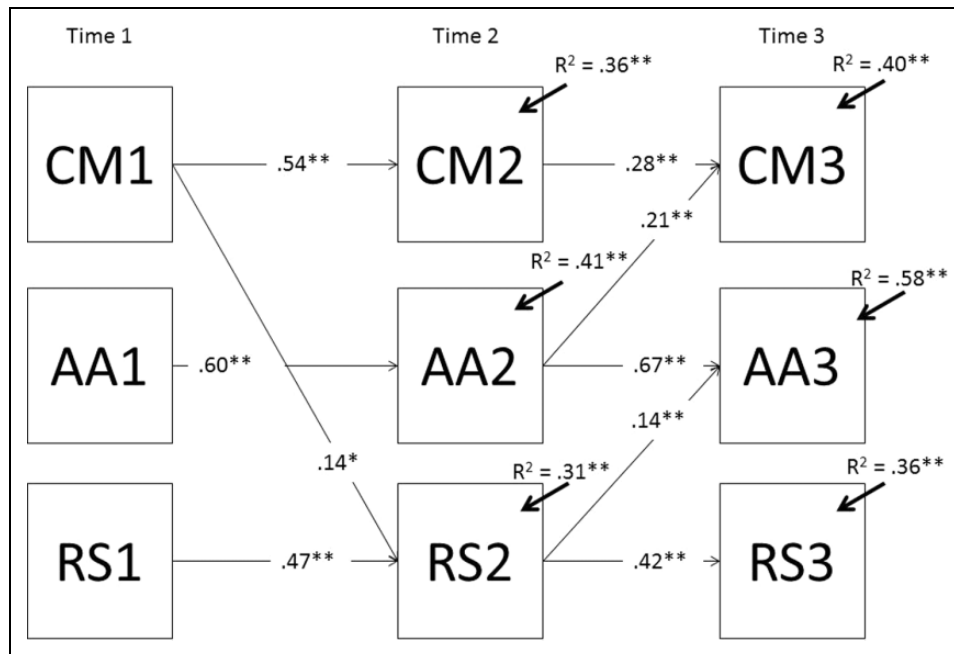 Time 1
Time 2
Time 3
R² = .36**
R² = .40**
CM1
.54**
CM2
.28**
CM3
.21**
R² = .41**
R² = .58**
AA1
.60**
AA2
.67**
AA3
.14**
.14*
R² = .31**
R² = .36**
RS1
.47**
RS2
.42**
RS3